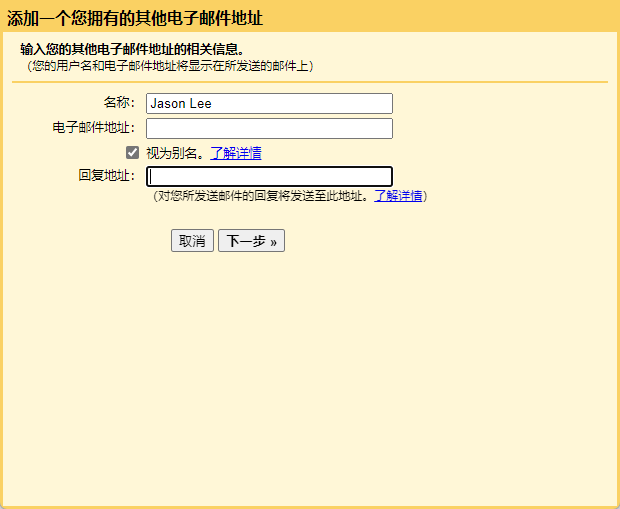 添加一个您拥有的其他电子邮件地址
输入您的其他电子邮件地址的相关信息。
（您的用户名和电子邮件地址将显示在所发送的邮件上）
名称： Jason Lee
电子邮件地址：
视为别名。了解详情
回复地址：
（对您所发送邮件的回复将发送至此地址。了解详情）
取消 下一步 »